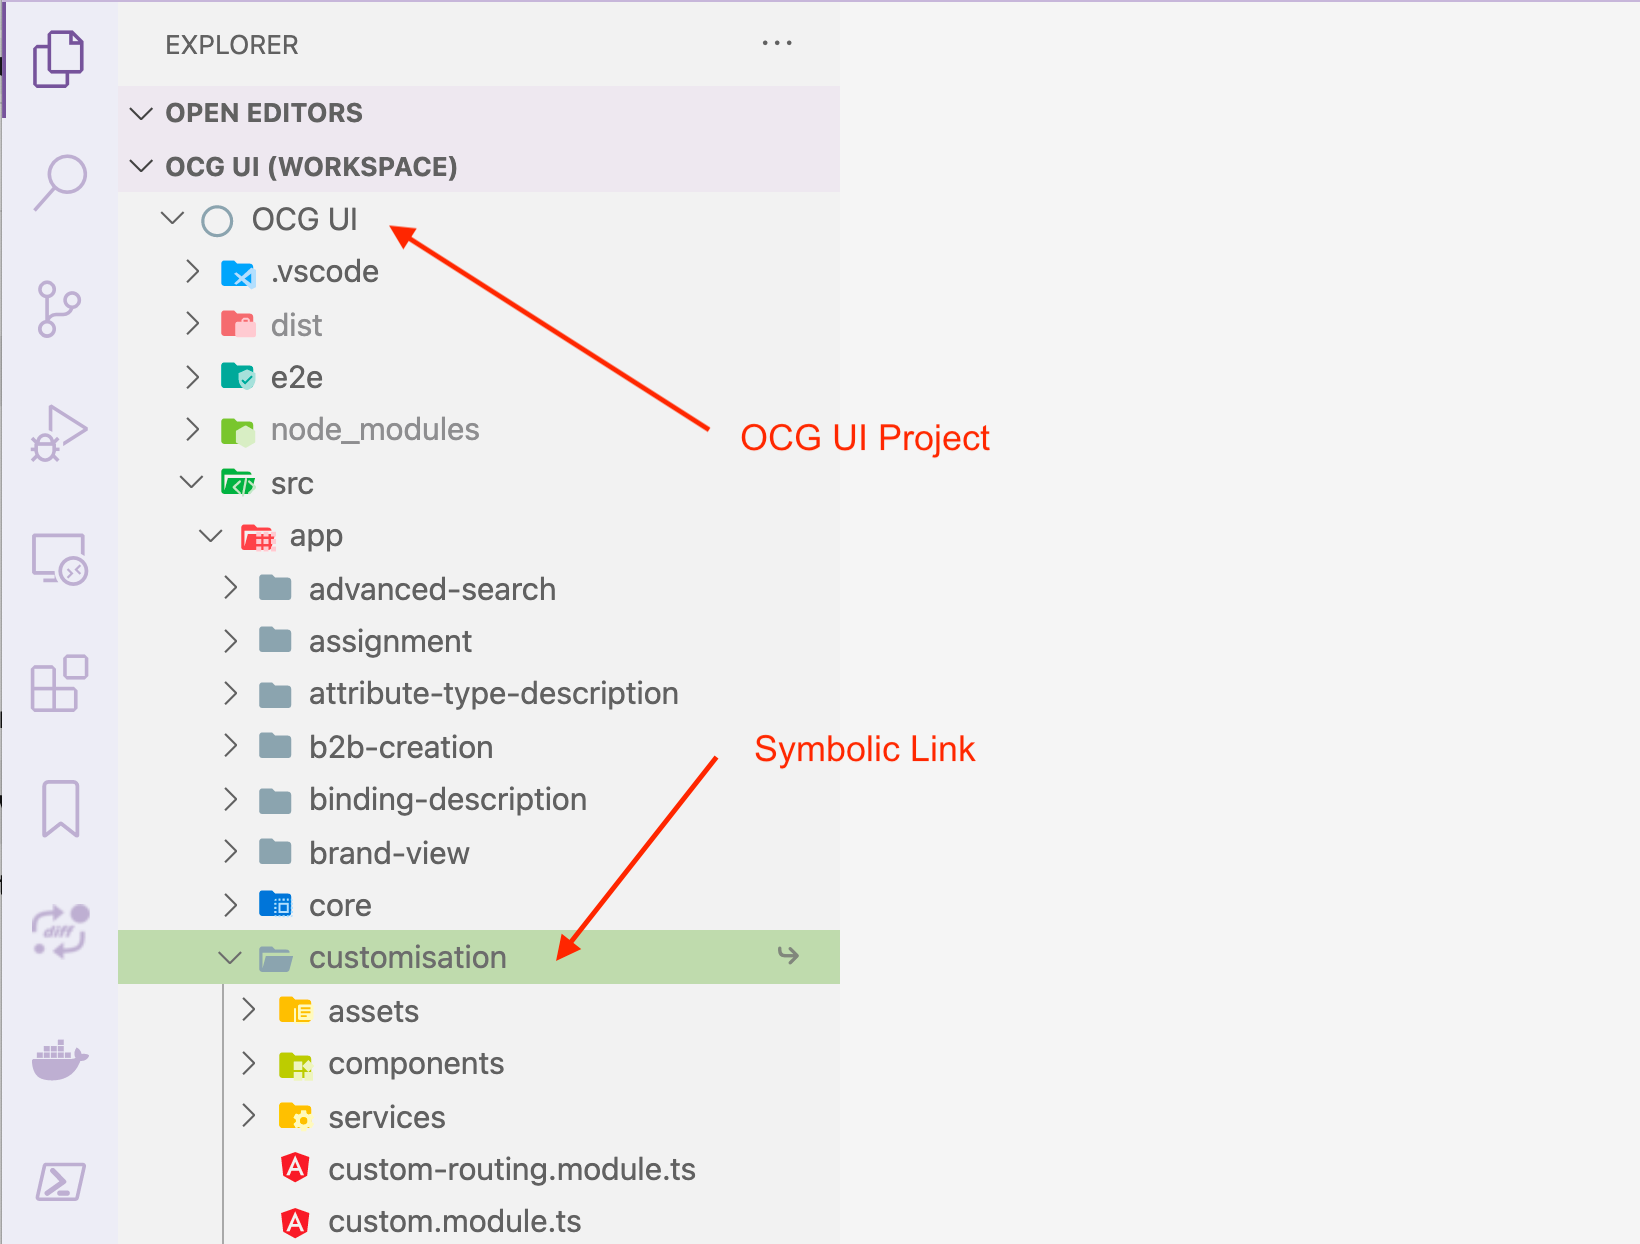 EXPLORER
OPEN EDITORS
OCG UI (WORKSPACE)
OCG UI
.vscode
dist
e2e
OCG UI Project
node_modules
src
app
advanced-search
assignment
attribute-type-description
b2b-creation
Symbolic Link
binding-description
brand-view
core
diff
customisation
assets
components
services
custom-routing.module.ts
custom.module.ts